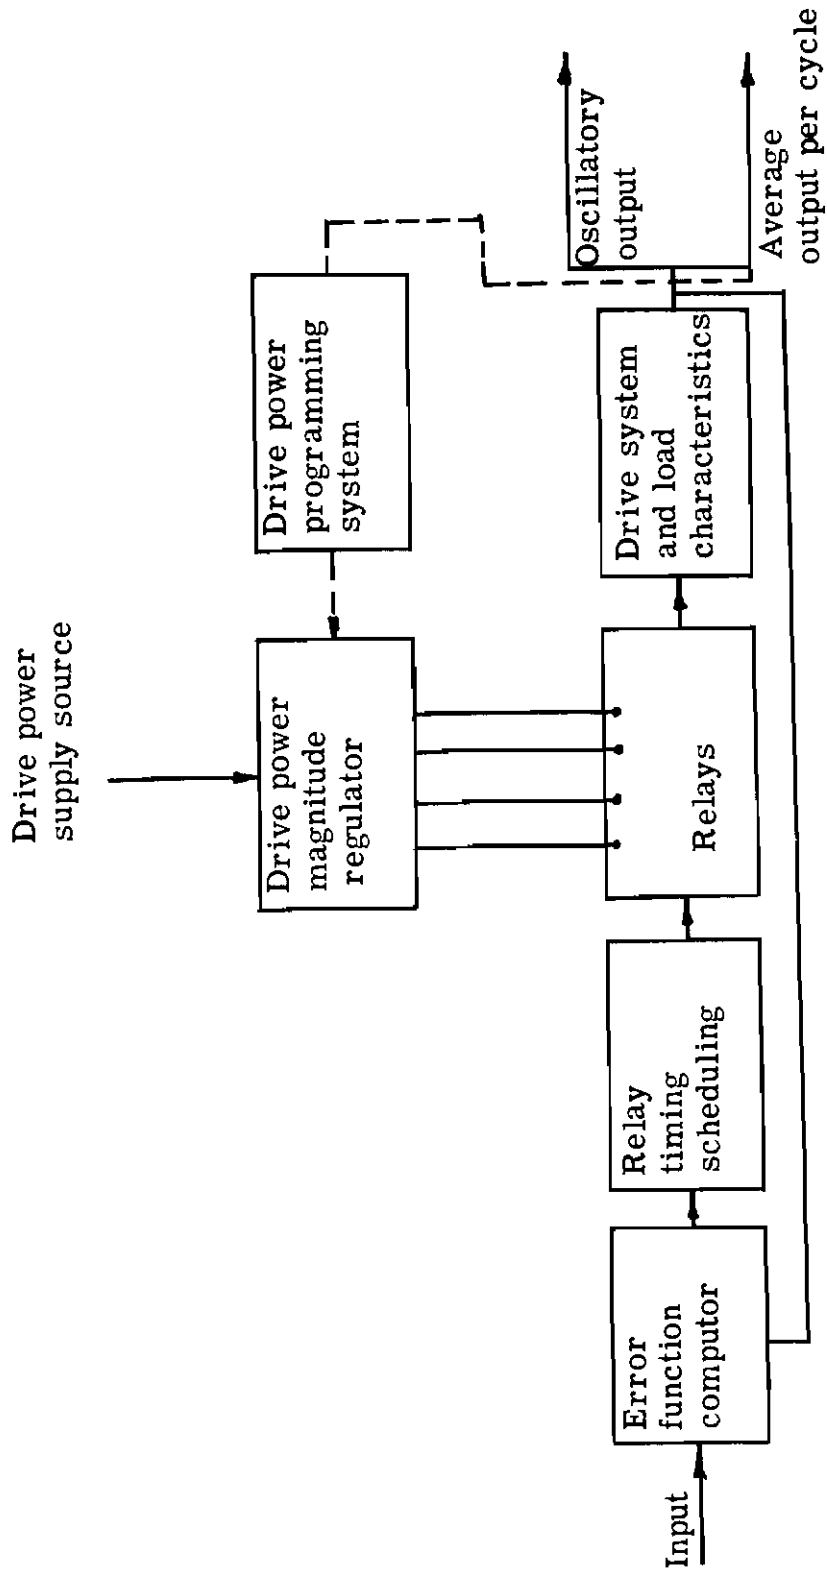 Drive power
supply source
Drive power
magnitude
regulator
Drive power
programming
system
Input
Error
function
computor
Relay
timing
scheduling
Relays
Drive system
and load
characteristics
Oscillatory
output
Average
output per cycle